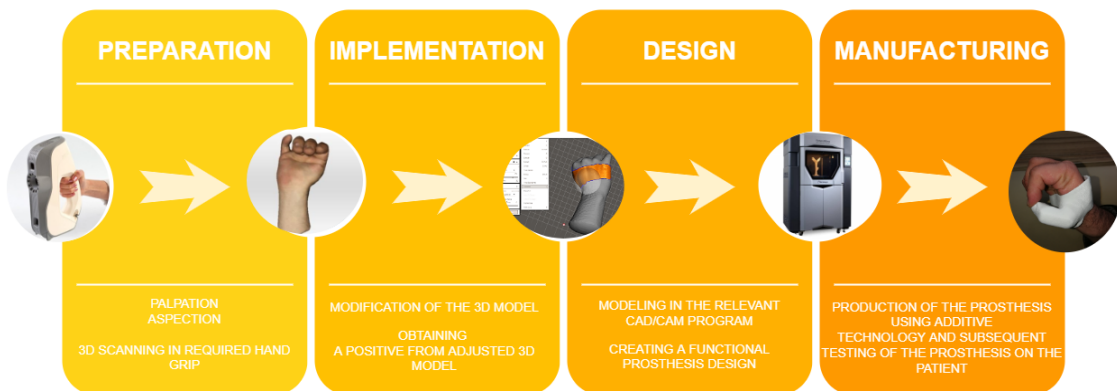 PREPARATION
PALPATION
ASPECTION
3D SCANNING IN REQUIRED HAND
GRIP
IMPLEMENTATION
MODIFICATION OF THE 3D MODEL
OBTAINING
A POSITIVE FROM ADJUSTED 3D
MODEL
DESIGN
MODELING IN THE RELEVANT
CAD/CAM PROGRAM
CREATING A FUNCTIONAL
PROSTHESIS DESIGN
MANUFACTURING
PRODUCTION OF THE PROSTHESIS
USING ADDITIVE
TECHNOLOGY AND SUBSEQUENT
TESTING OF THE PROSTHESIS ON THE
PATIENT